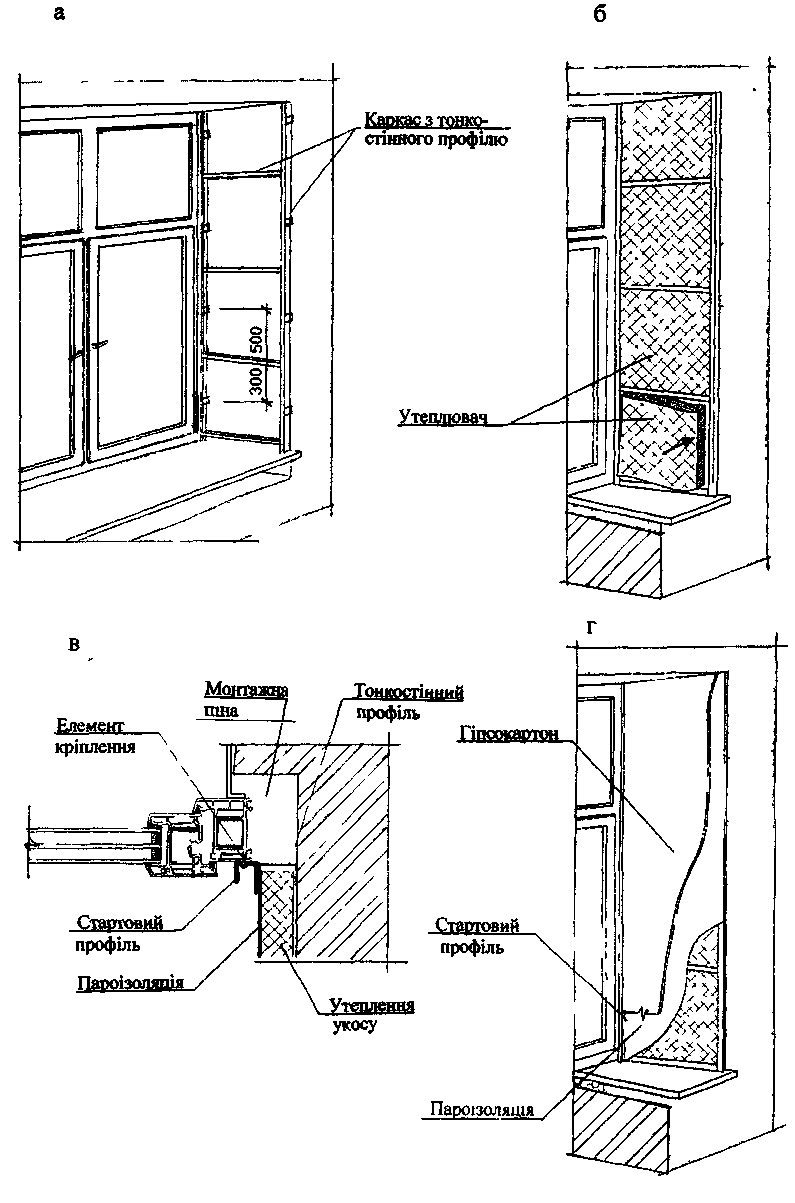 а
б
Каркас з тонко-
стінного профілю
500
300
Утеплювач
в
г
Монтажна
піна
Тонкостінний
профіль
Елемент
кріплення
Гіпсокартон
Стартовий
профіль
Стартовий
профіль
Пароізоляція
Утеплення
укосу
Пароізоляція